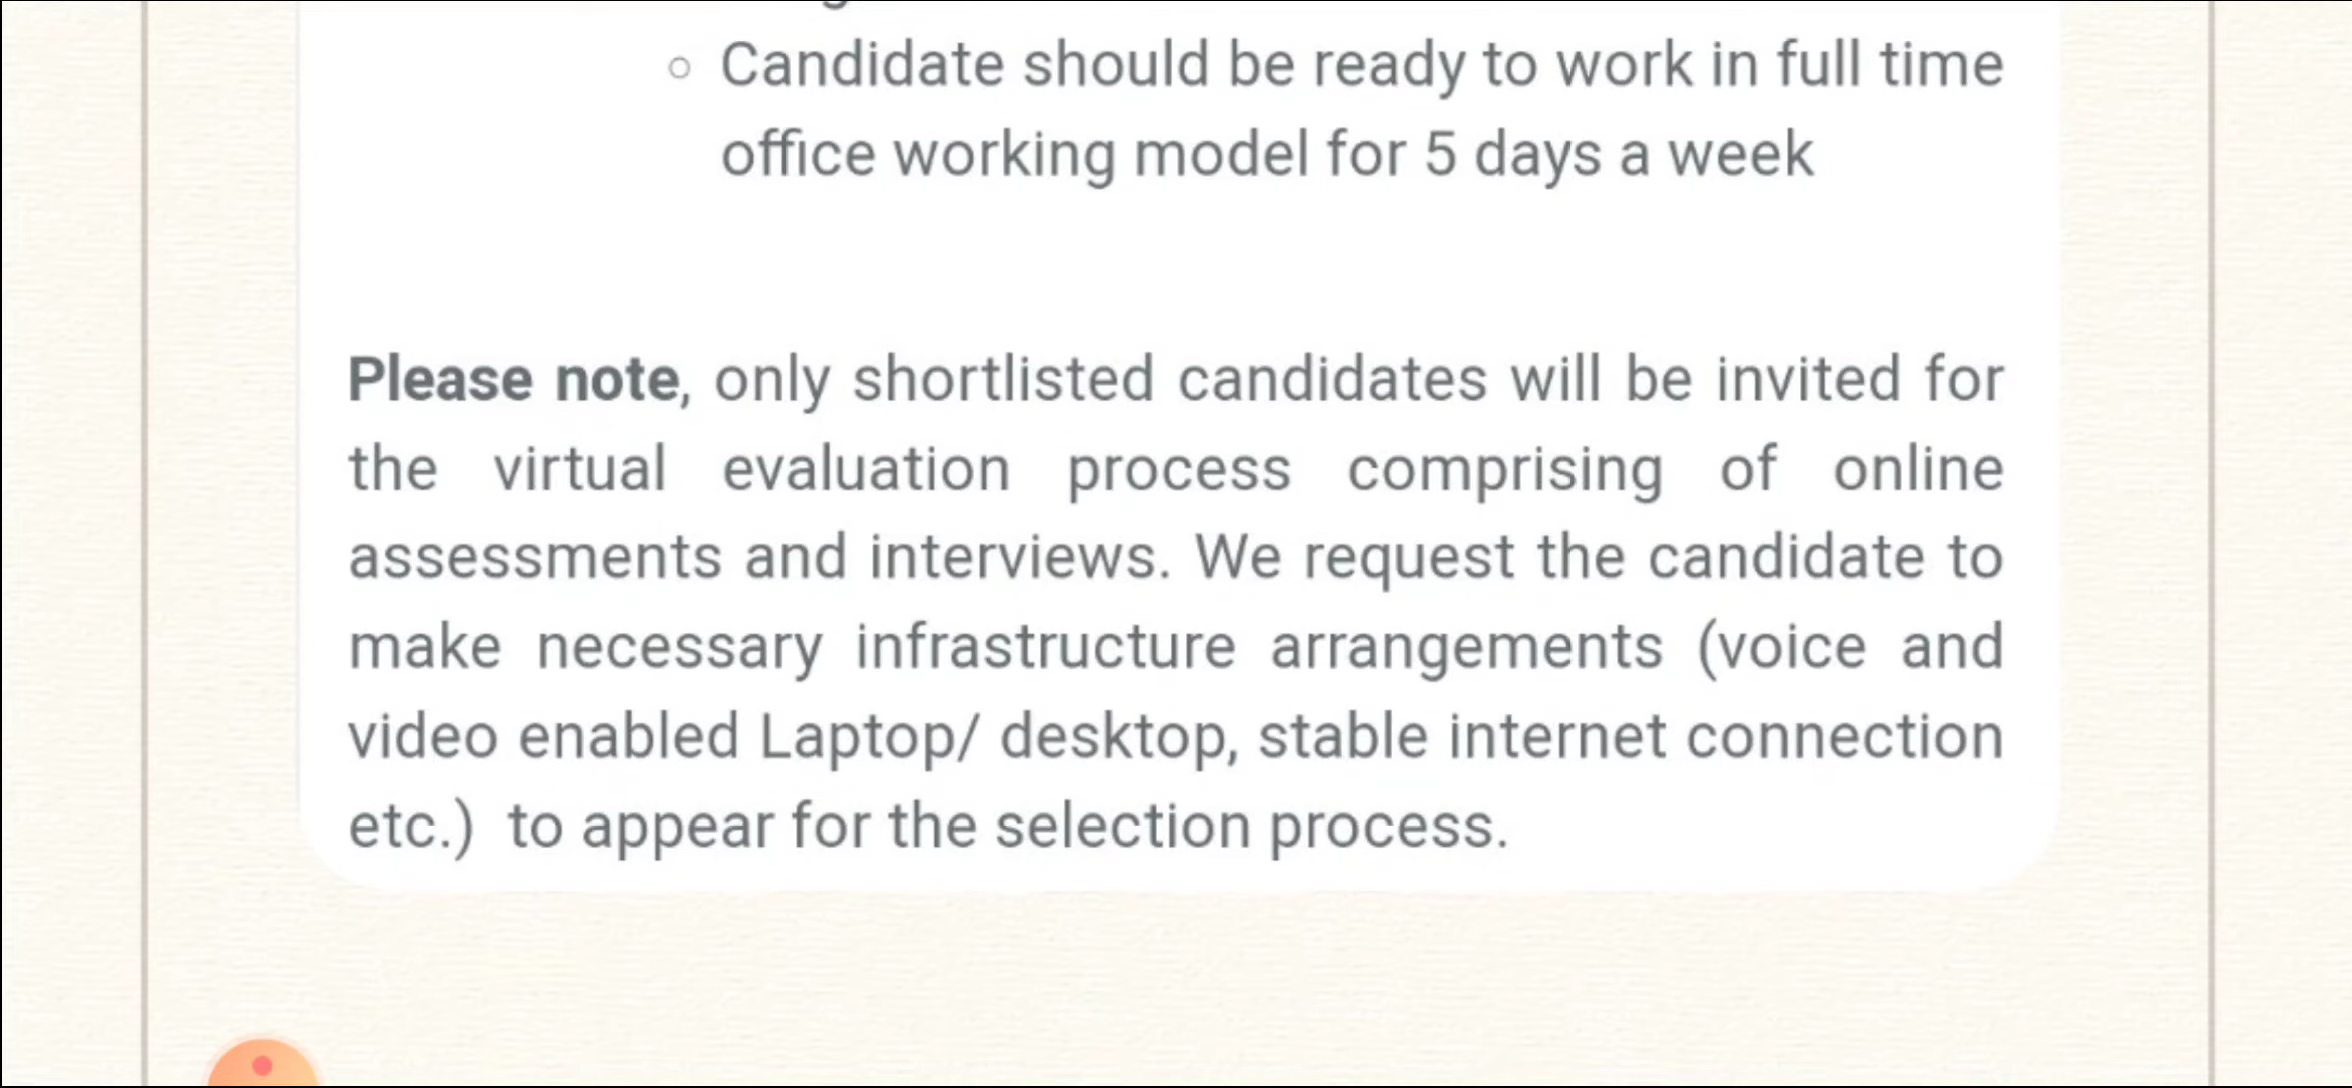 Candidate should be ready to work in full time
office working model for 5 days a week
Please note, only shortlisted candidates will be invited for
the virtual evaluation process comprising of online
assessments and interviews. We request the candidate to
make necessary infrastructure arrangements (voice and
video enabled Laptop/ desktop, stable internet connection
etc.)  to appear for the selection process.